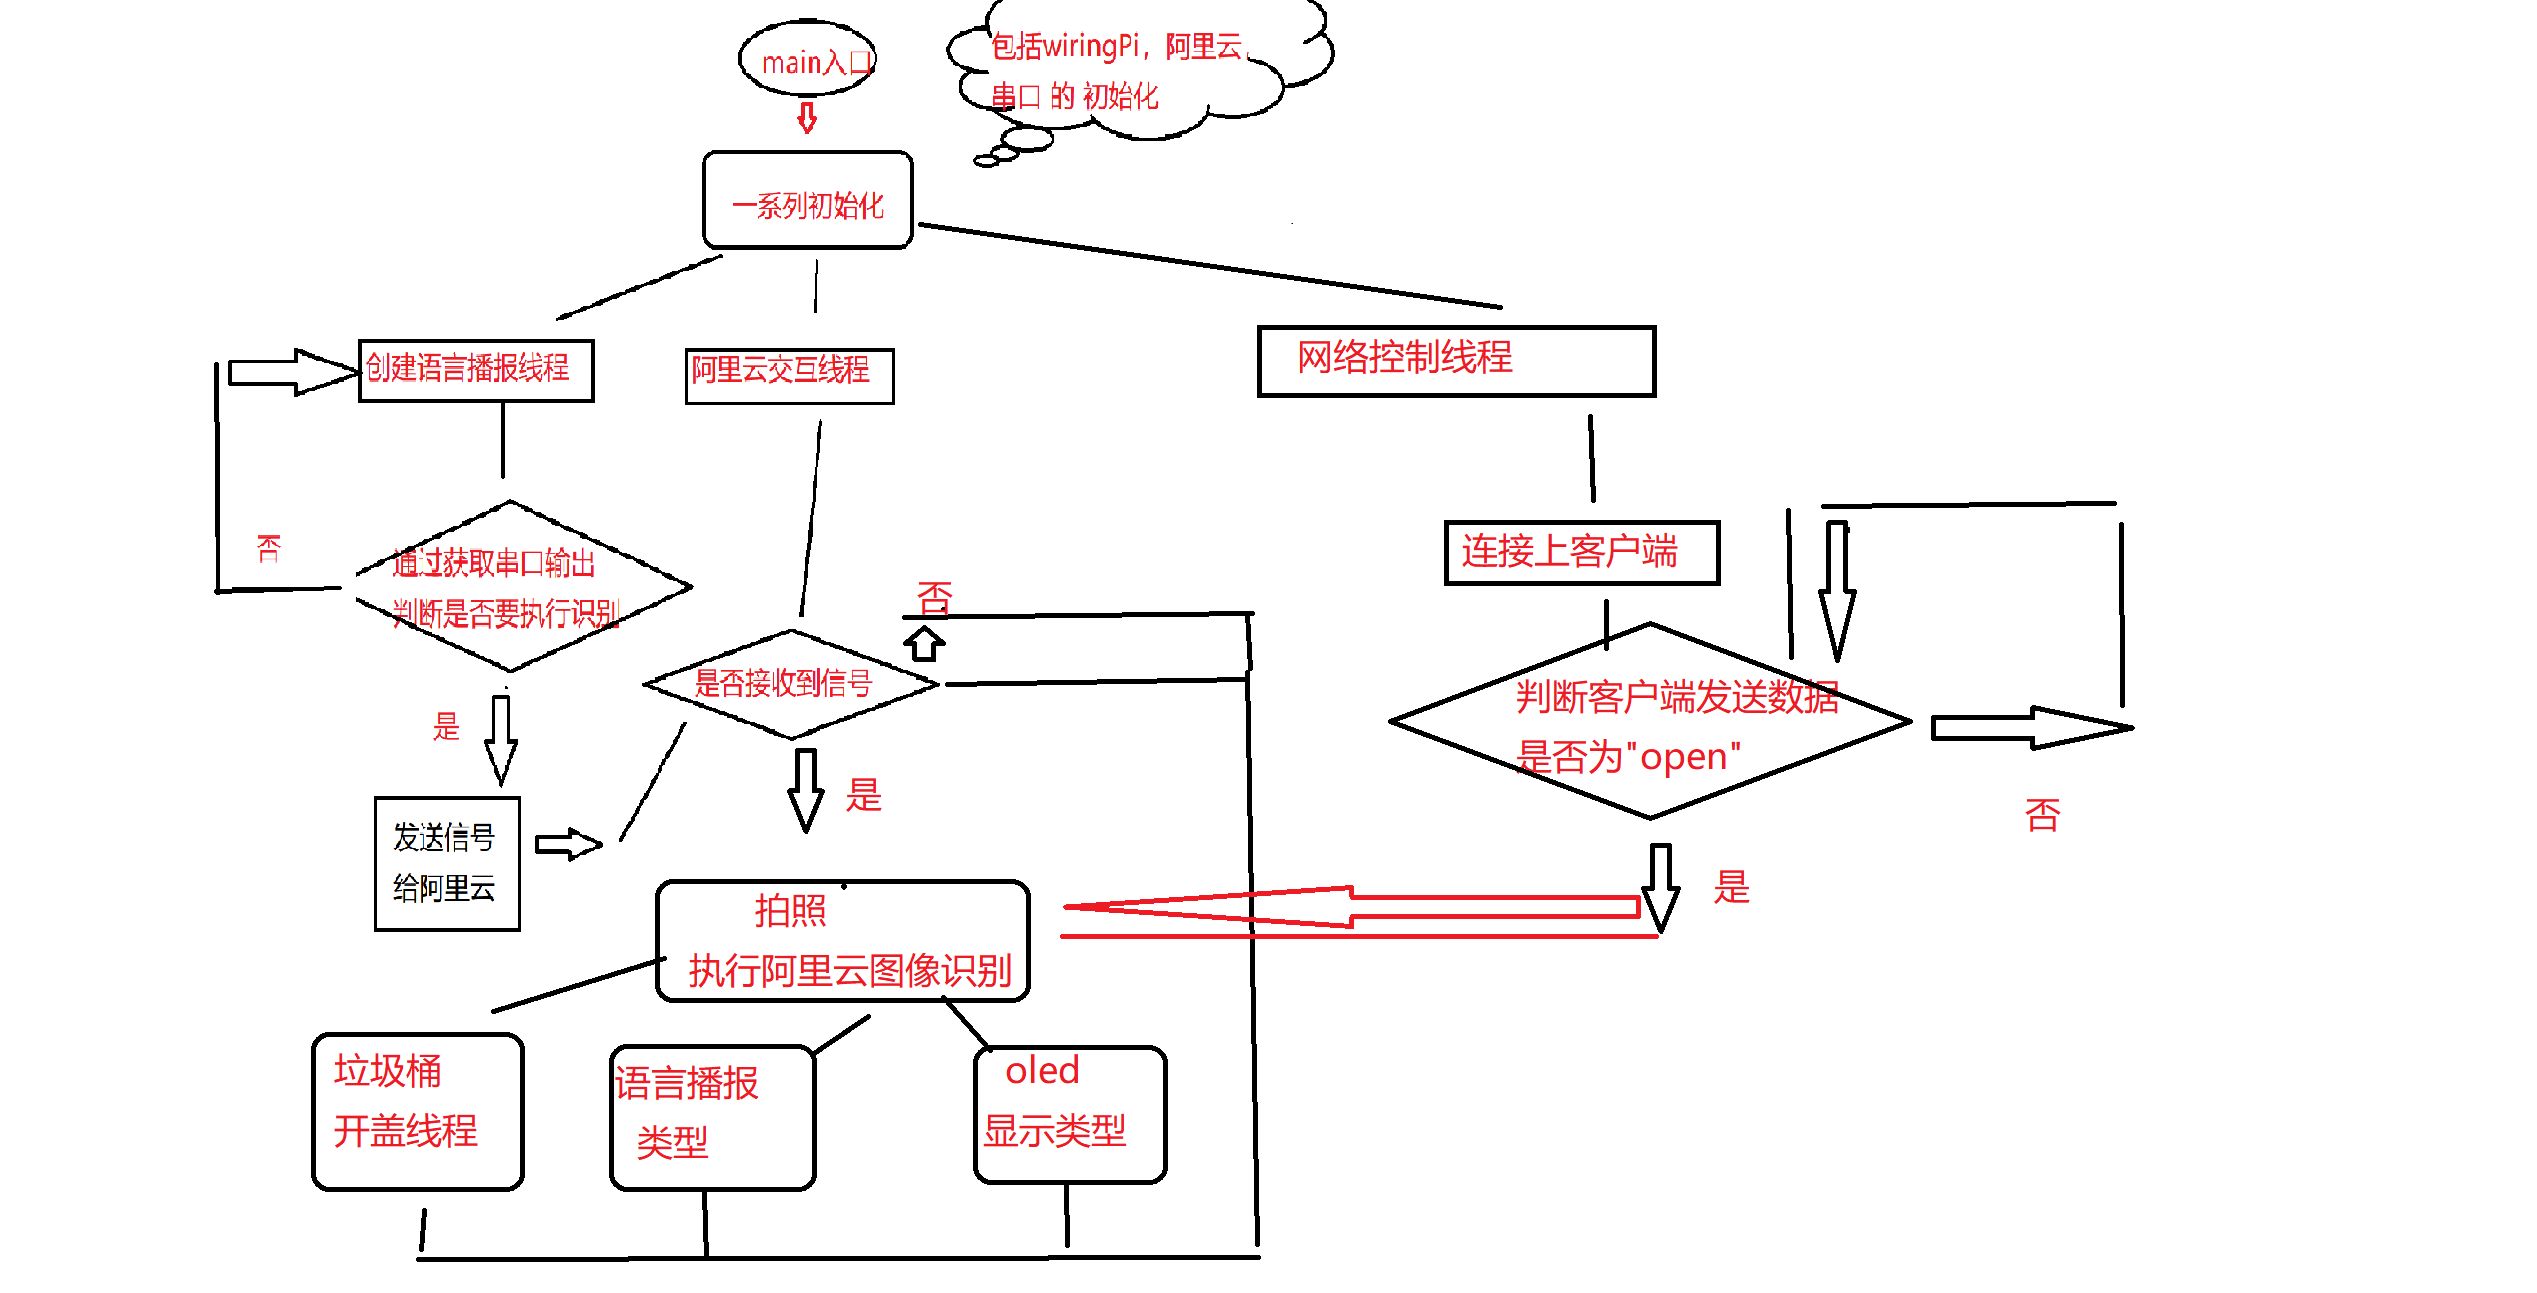 main入口
包括wiringPi，阿里云，
串口 的 初始化
一系列初始化
创建语言播报线程
阿里云交互线程
网络控制线程
否
通过获取串口输出
判断是否要执行识别
连接上客户端
否
是否接收到信号
判断客户端发送数据
是否为"open"
是
是
否
发送信号
给阿里云
是
拍照
执行阿里云图像识别
垃圾桶
开盖线程
语言播报
类型
oled
显示类型